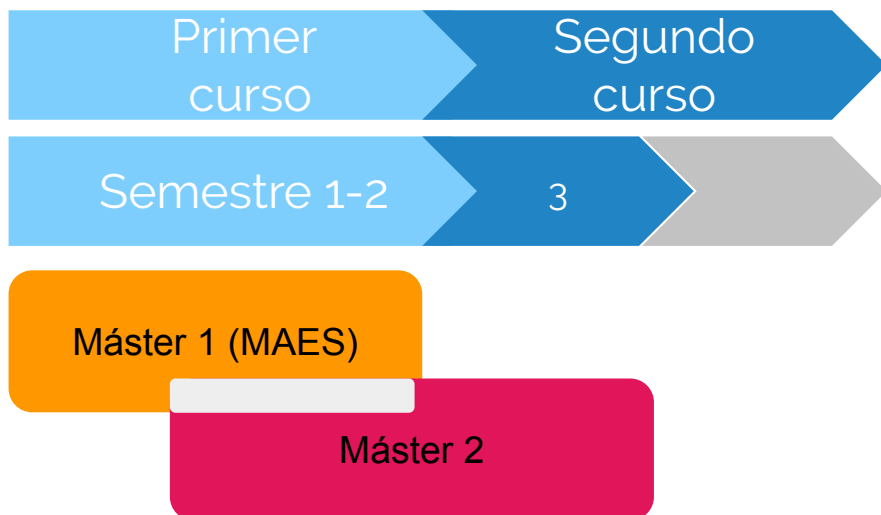 Primer
curso
Segundo
curso
Semestre 1-2
3
Máster 1 (MAES)
Máster 2